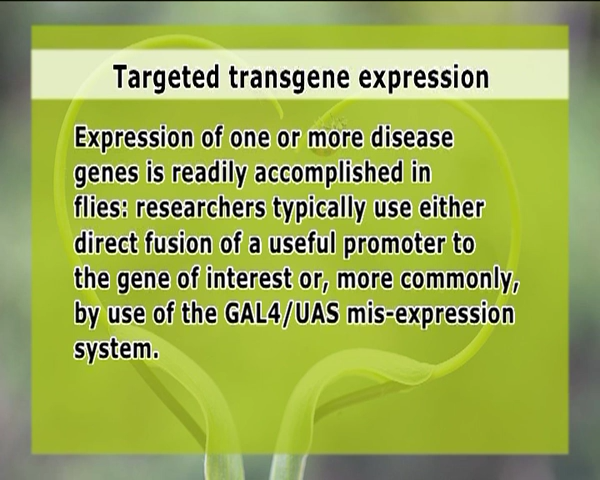 Targeted transgene expression
Expression of one or more disease
genes is readily accomplished in
flies: researchers typically use either
direct fusion of a useful promoter to
the gene of interest or, more commonly,
by use of the GAL4/UAS mis-expression
system.